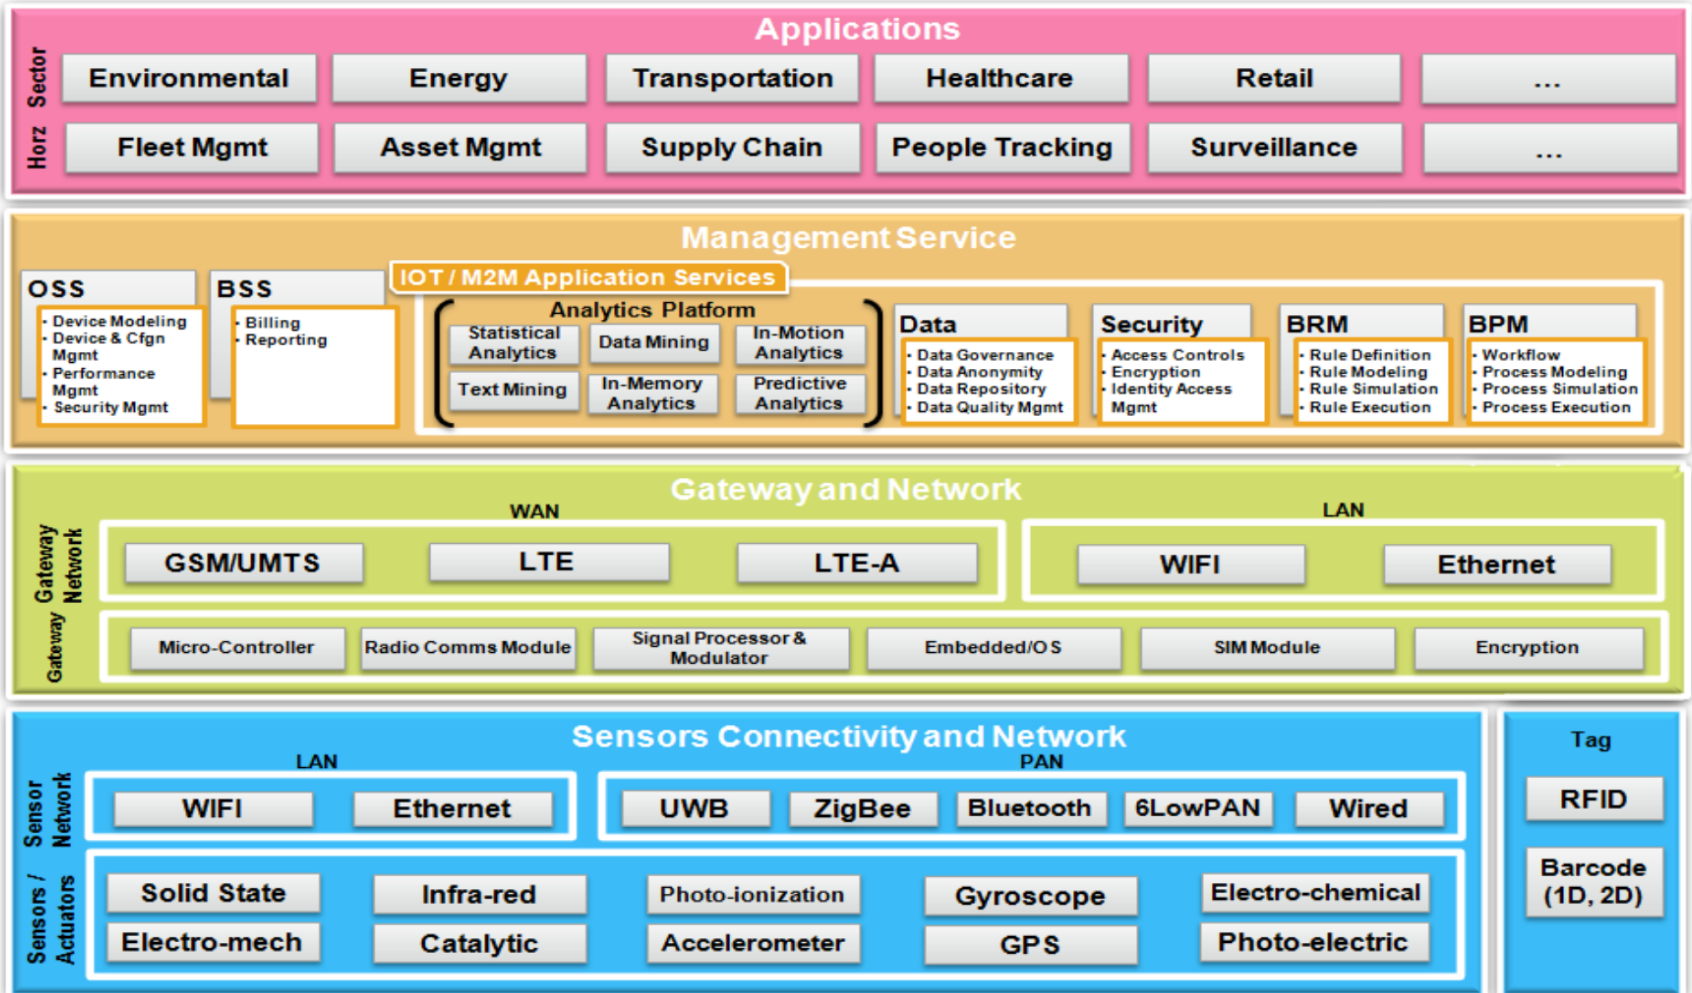 Applications
Sector
Environmental
Energy
Transportation
Healthcare
Retail
...
Horz
Fleet Mgmt
Asset Mgmt
Supply Chain
People Tracking
Surveillance
...
Management Service
OSS
• Device Modeling
• Device & Cfgn
Mgmt
• Performance
Mgmt
• Security Mgmt
BSS
• Billing
• Reporting
IOT / M2M Application Services
Analytics Platform
Statistical
Analytics
Data Mining
In-Motion
Analytics
Text Mining
In-Memory
Analytics
Predictive
Analytics
Data
• Data Governance
• Data Anonymity
• Data Repository
• Data Quality Mgmt
Security
• Access Controls
• Encryption
• Identity Access
Mgmt
BRM
• Rule Definition
• Rule Modeling
• Rule Simulation
• Rule Execution
BPM
• Workflow
• Process Modeling
• Process Simulation
• Process Execution
Gateway and Network
Gateway
Network
WAN
GSM/UMTS
LTE
LTE-A
LAN
WIFI
Ethernet
Gateway
Micro-Controller
Radio Comms Module
Signal Processor &
Modulator
Embedded/OS
SIM Module
Encryption
Sensors Connectivity and Network
Sensor
Network
LAN
WIFI
Ethernet
PAN
UWB
ZigBee
Bluetooth
6LowPAN
Wired
Sensors /
Actuators
Solid State
Infra-red
Photo-ionization
Gyroscope
Electro-chemical
Electro-mech
Catalytic
Accelerometer
GPS
Photo-electric
Tag
RFID
Barcode
(1D, 2D)